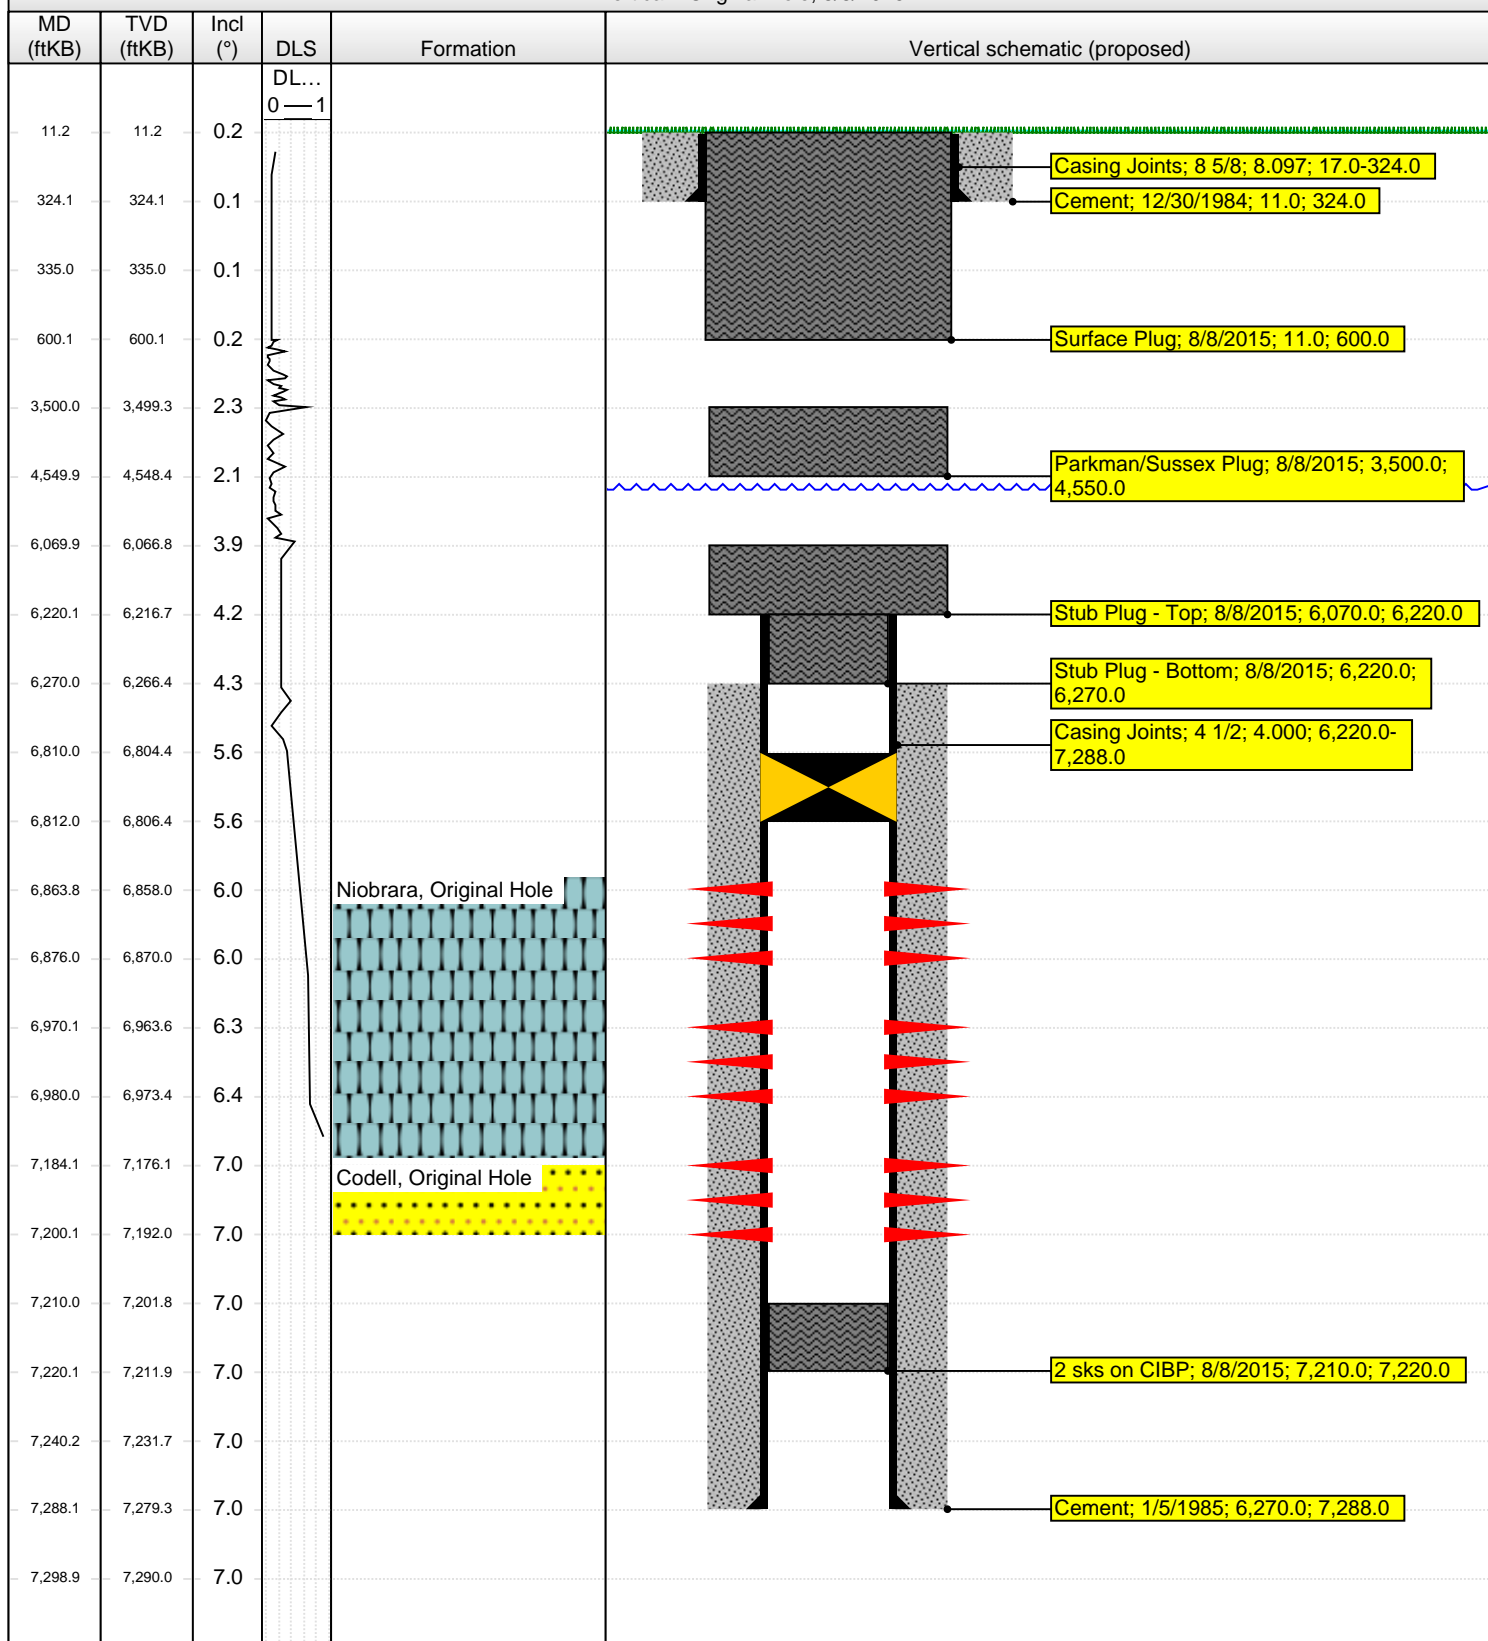 MD
(ftKB)
TVD
(ftKB)
Incl
(°)
DLS
Formation
Vertical schematic (proposed)
DL...
0 1
11.2 11.2 0.2
Casing Joints; 8 5/8; 8.097; 17.0-324.0
324.1 324.1 0.1
Cement; 12/30/1984; 11.0; 324.0
335.0 335.0 0.1
600.1 600.1 0.2
Surface Plug; 8/8/2015; 11.0; 600.0
3,500.0 3,499.3 2.3
4,549.9 4,548.4 2.1
Parkman/Sussex Plug; 8/8/2015; 3,500.0;
4,550.0
6,069.9 6,066.8 3.9
6,220.1 6,216.7 4.2
Stub Plug - Top; 8/8/2015; 6,070.0; 6,220.0
6,270.0 6,266.4 4.3
Stub Plug - Bottom; 8/8/2015; 6,220.0;
6,270.0
Casing Joints; 4 1/2; 4.000; 6,220.0-
7,288.0
6,810.0 6,804.4 5.6
6,812.0 6,806.4 5.6
6,863.8 6,858.0 6.0
Niobrara, Original Hole
6,876.0 6,870.0 6.0
6,970.1 6,963.6 6.3
6,980.0 6,973.4 6.4
7,184.1 7,176.1 7.0
Codell, Original Hole
7,200.1 7,192.0 7.0
7,210.0 7,201.8 7.0
7,220.1 7,211.9 7.0
2 sks on CIBP; 8/8/2015; 7,210.0; 7,220.0
7,240.2 7,231.7 7.0
7,288.1 7,279.3 7.0
Cement; 1/5/1985; 6,270.0; 7,288.0
7,298.9 7,290.0 7.0